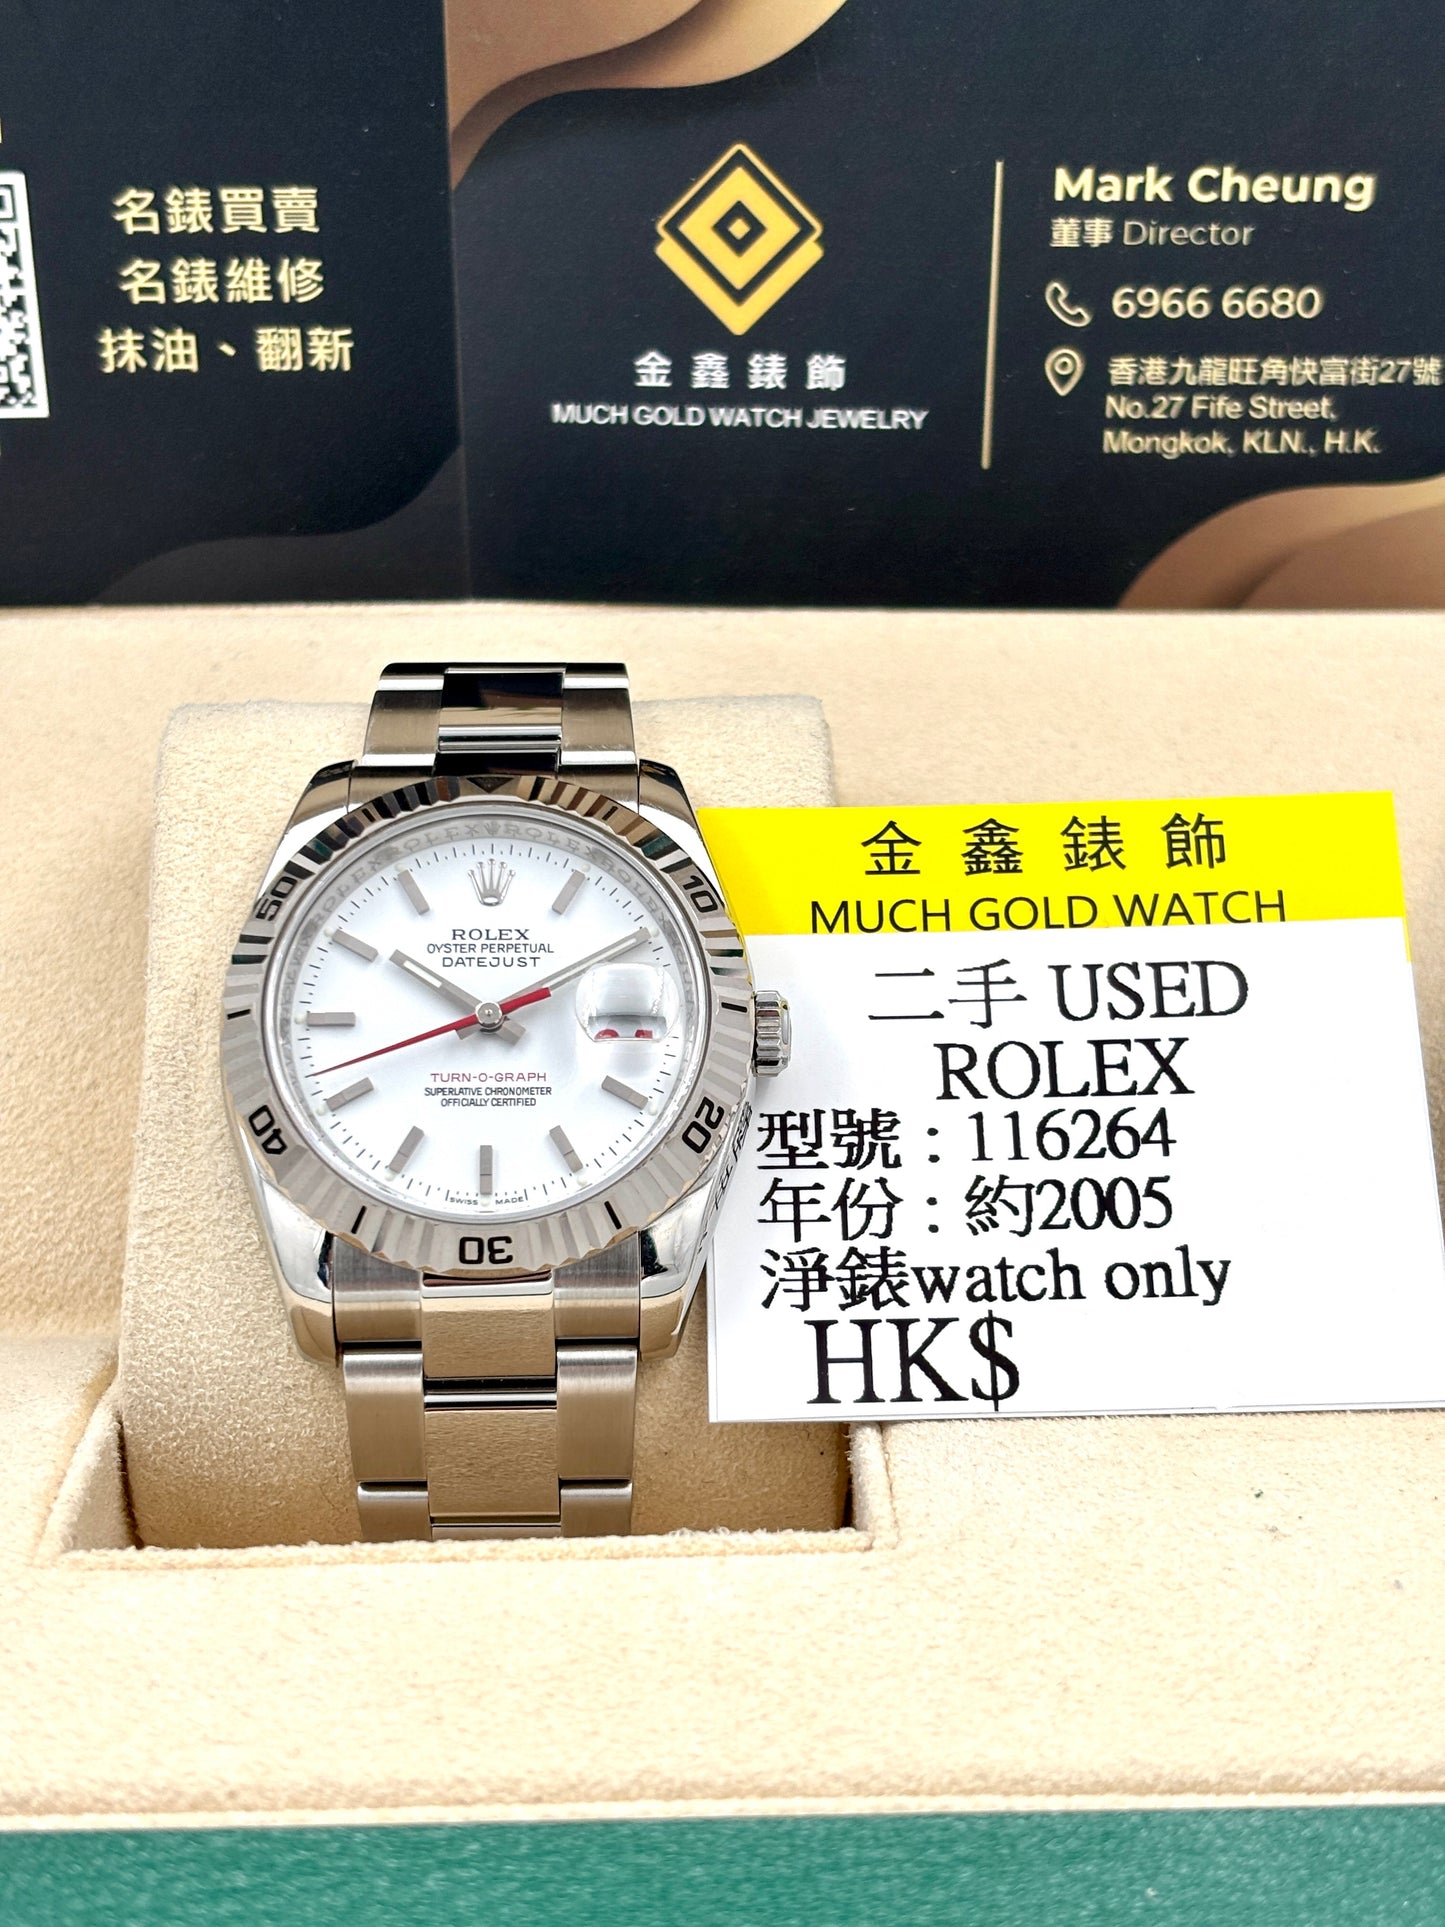 名錶買賣
名錶維修
抹油、翻新
金鑫錶飾
MUCH GOLD WATCH JEWELRY
Mark Cheung
董事 Director
6966 6680
香港九龍旺角快富街27號
No.27 Fife Street,
Mongkok, KLN., H.K.
10
20
30
40
50
ROLEX
OYSTER PERPETUAL
DATEJUST
TURN-O-GRAPH
SUPERLATIVE CHRONOMETER
OFFICIALLY CERTIFIED
SWISS MADE
ROLEX ROLEX ROLEX ROLEX
金鑫錶飾
MUCH GOLD WATCH
二手 USED
ROLEX
型號:116264
年份:約2005
淨錶watch only
HK$